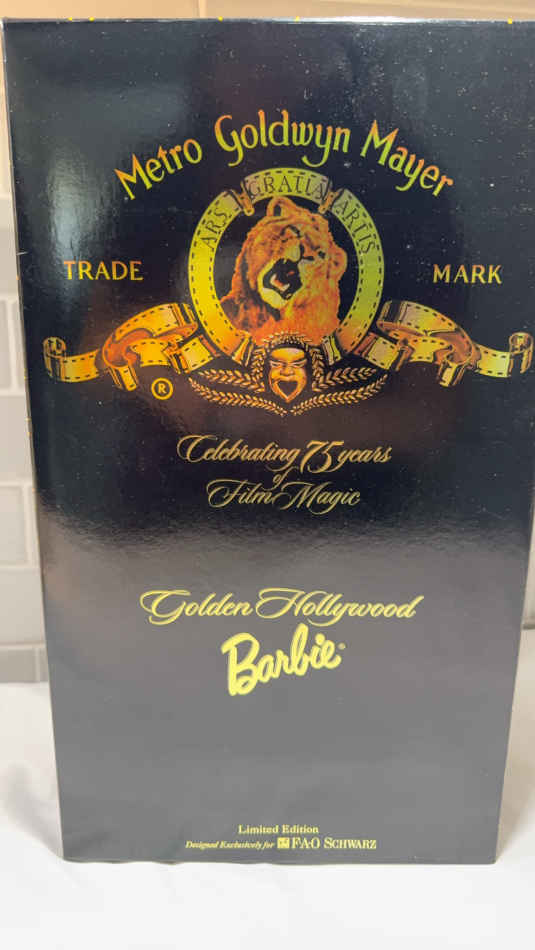 Metro Goldwyn Mayer
ARS GRATIA ARTIS
TRADE MARK
®
Celebrating 75 years
of
Film Magic
Golden Hollywood
Barbie®
Limited Edition
Designed Exclusively for FAO SCHWARZ